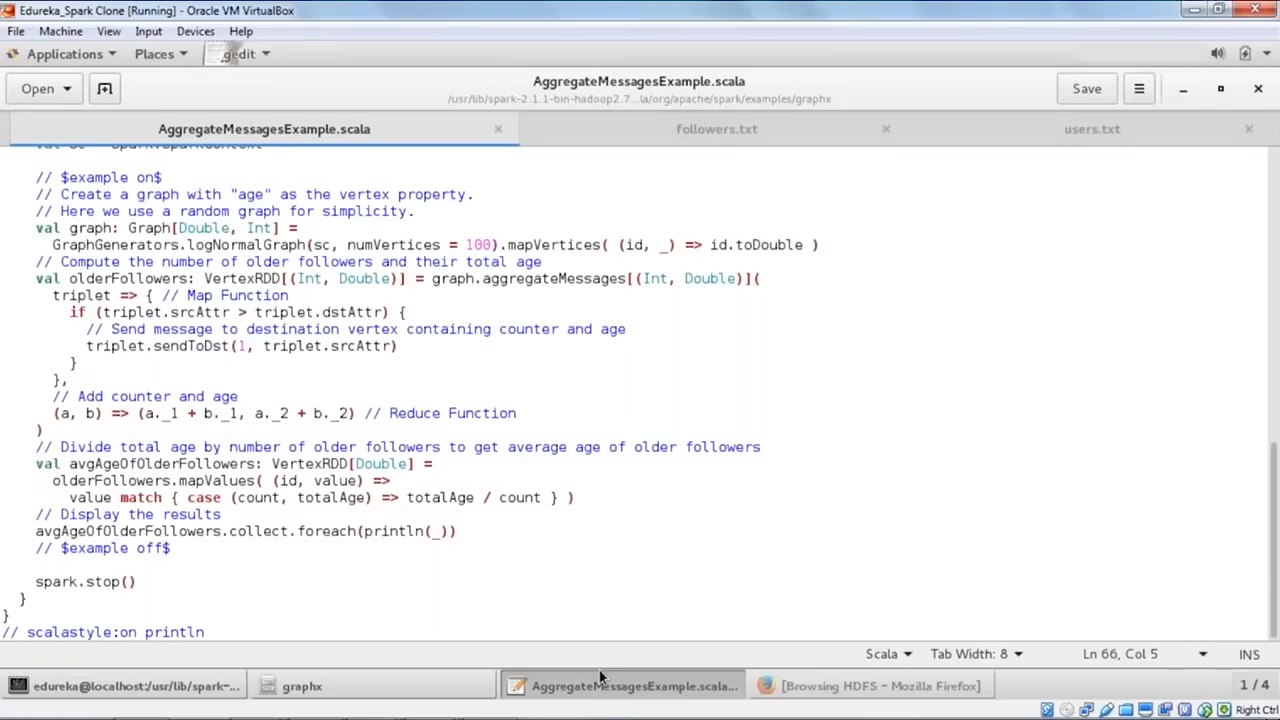 Edureka_Spark Clone [Running] - Oracle VM VirtualBox
File Machine View Input Devices Help
Applications Places gedit
Open AggregateMessagesExample.scala Save
/usr/lib/spark-2.1.1-bin-hadoop2.7...la/org/apache/spark/examples/graphx
AggregateMessagesExample.scala followers.txt users.txt
// $example on$
// Create a graph with "age" as the vertex property.
// Here we use a random graph for simplicity.
val graph: Graph[Double, Int] =
GraphGenerators.logNormalGraph(sc, numVertices = 100).mapVertices( (id, _) => id.toDouble )
// Compute the number of older followers and their total age
val olderFollowers: VertexRDD[(Int, Double)] = graph.aggregateMessages[(Int, Double)](
triplet => { // Map Function
if (triplet.srcAttr > triplet.dstAttr) {
// Send message to destination vertex containing counter and age
triplet.sendToDst(1, triplet.srcAttr)
}
},
// Add counter and age
(a, b) => (a._1 + b._1, a._2 + b._2) // Reduce Function
)
// Divide total age by number of older followers to get average age of older followers
val avgAgeOfOlderFollowers: VertexRDD[Double] =
olderFollowers.mapValues( (id, value) =>
value match { case (count, totalAge) => totalAge / count } )
// Display the results
avgAgeOfOlderFollowers.collect.foreach(println(_))
// $example off$
spark.stop()
}
}
// scalastyle:on println
Scala Tab Width: 8 Ln 66, Col 5 INS
edureka@localhost:/usr/lib/spark-... graphx AggregateMessagesExample.scala... [Browsing HDFS - Mozilla Firefox] 1 / 4
Right Ctrl